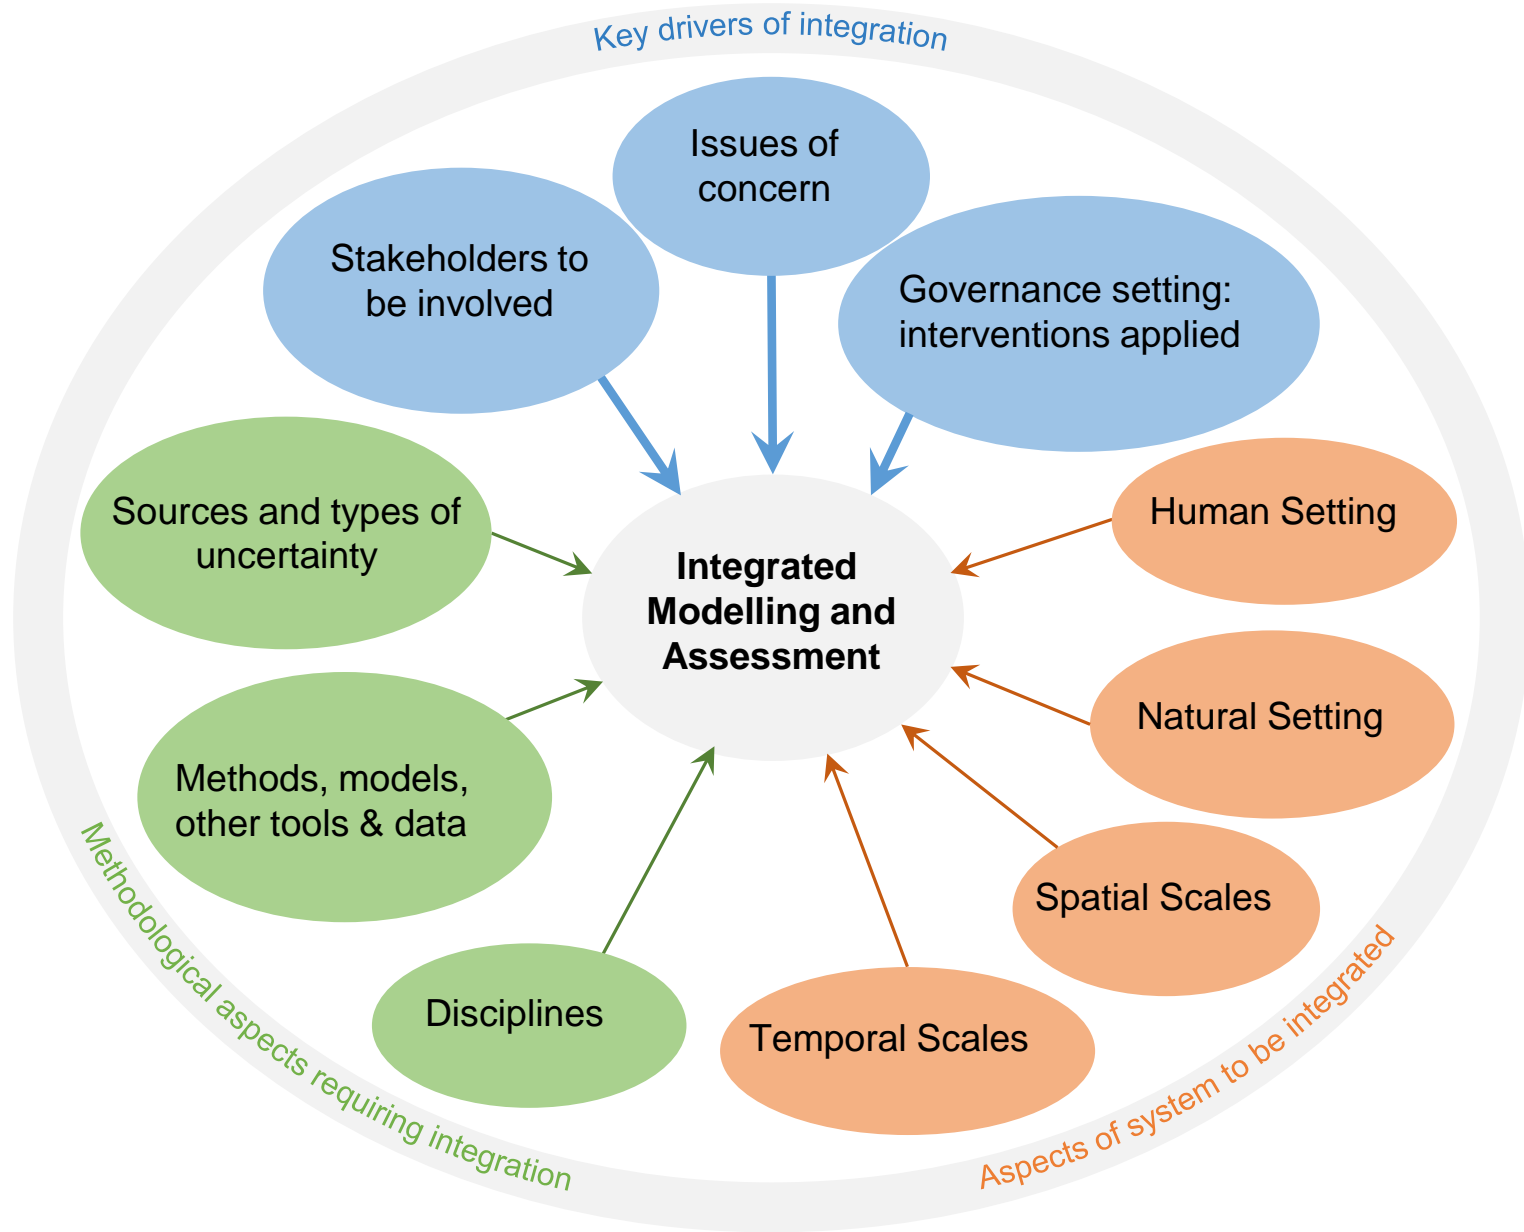 Key drivers of integration
Issues of
concern
Stakeholders to
be involved
Governance setting:
interventions applied
Sources and types of
uncertainty
Human Setting
Integrated
Modelling and
Assessment
Natural Setting
Methods, models,
other tools & data
Spatial Scales
Disciplines
Temporal Scales
Methodological aspects requiring integration
Aspects of system to be integrated